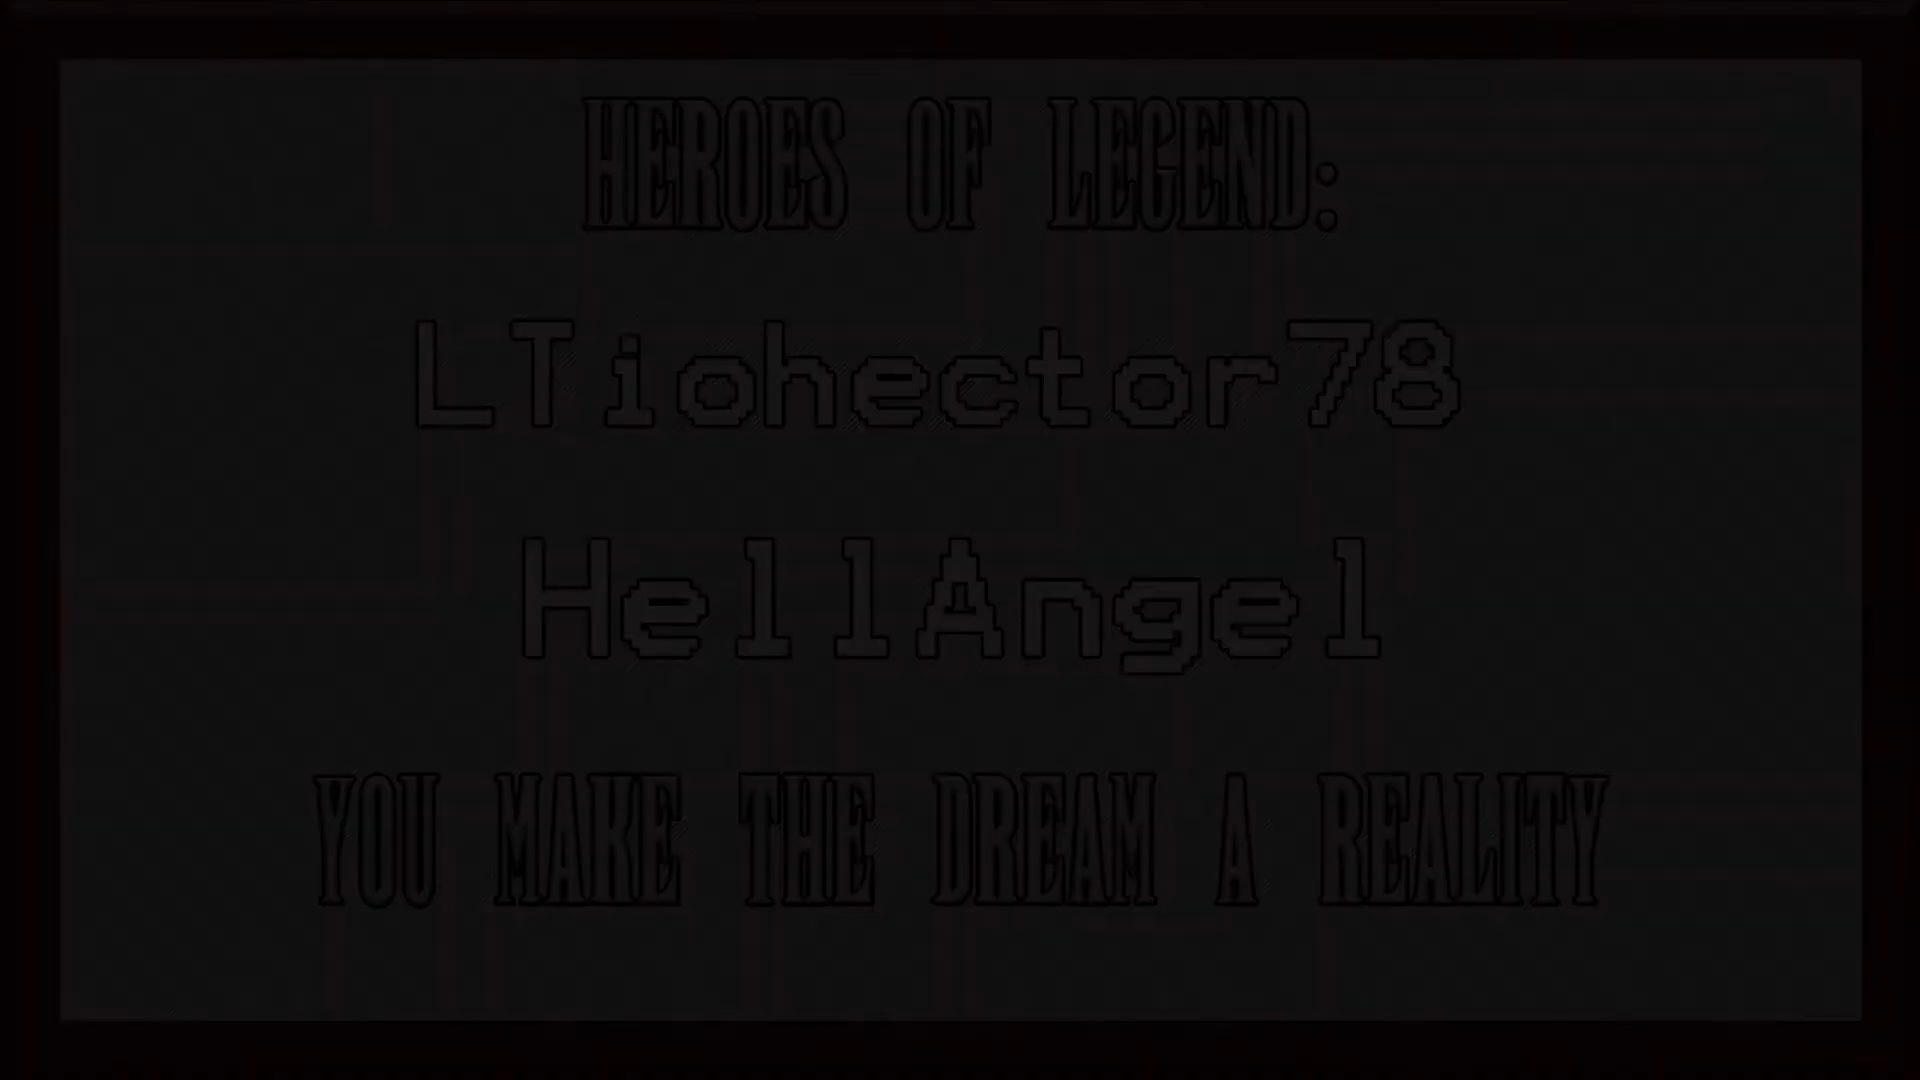 HEROES OF LEGEND:
LTiohector78
HellAngel
YOU MAKE THE DREAM A REALITY